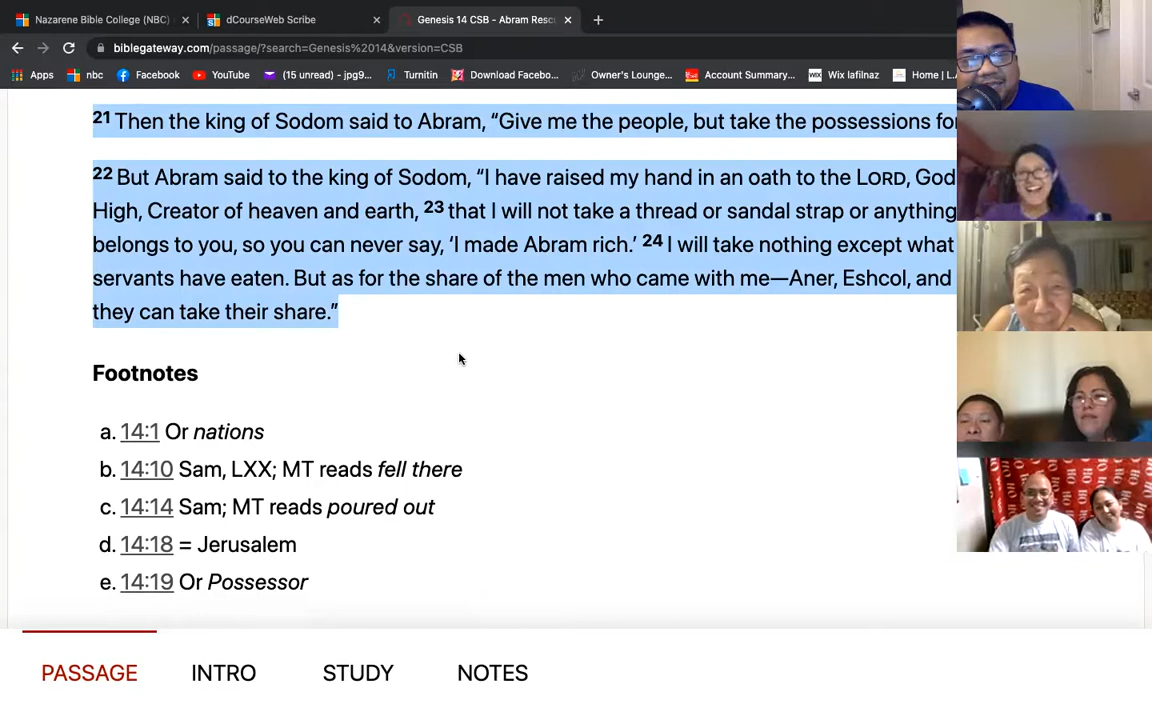 Nazarene Bible College (NBC)
dCourseWeb Scribe
Genesis 14 CSB - Abram Resc
biblegateway.com/passage/?search=Genesis%2014&version=CSB
Apps
nbc
Facebook
YouTube
(15 unread) - jpg9...
Turnitin
Download Facebo...
Owner's Lounge...
Account Summary...
WIX
Wix lafilnaz
Home | L.A
21 Then the king of Sodom said to Abram, “Give me the people, but take the possessions for
22 But Abram said to the king of Sodom, “I have raised my hand in an oath to the LORD, God
High, Creator of heaven and earth, 23 that I will not take a thread or sandal strap or anything
belongs to you, so you can never say, ‘I made Abram rich.’ 24 I will take nothing except what
servants have eaten. But as for the share of the men who came with me—Aner, Eshcol, and
they can take their share.”
Footnotes
a. 14:1 Or nations
b. 14:10 Sam, LXX; MT reads fell there
c. 14:14 Sam; MT reads poured out
d. 14:18 = Jerusalem
e. 14:19 Or Possessor
PASSAGE
INTRO
STUDY
NOTES